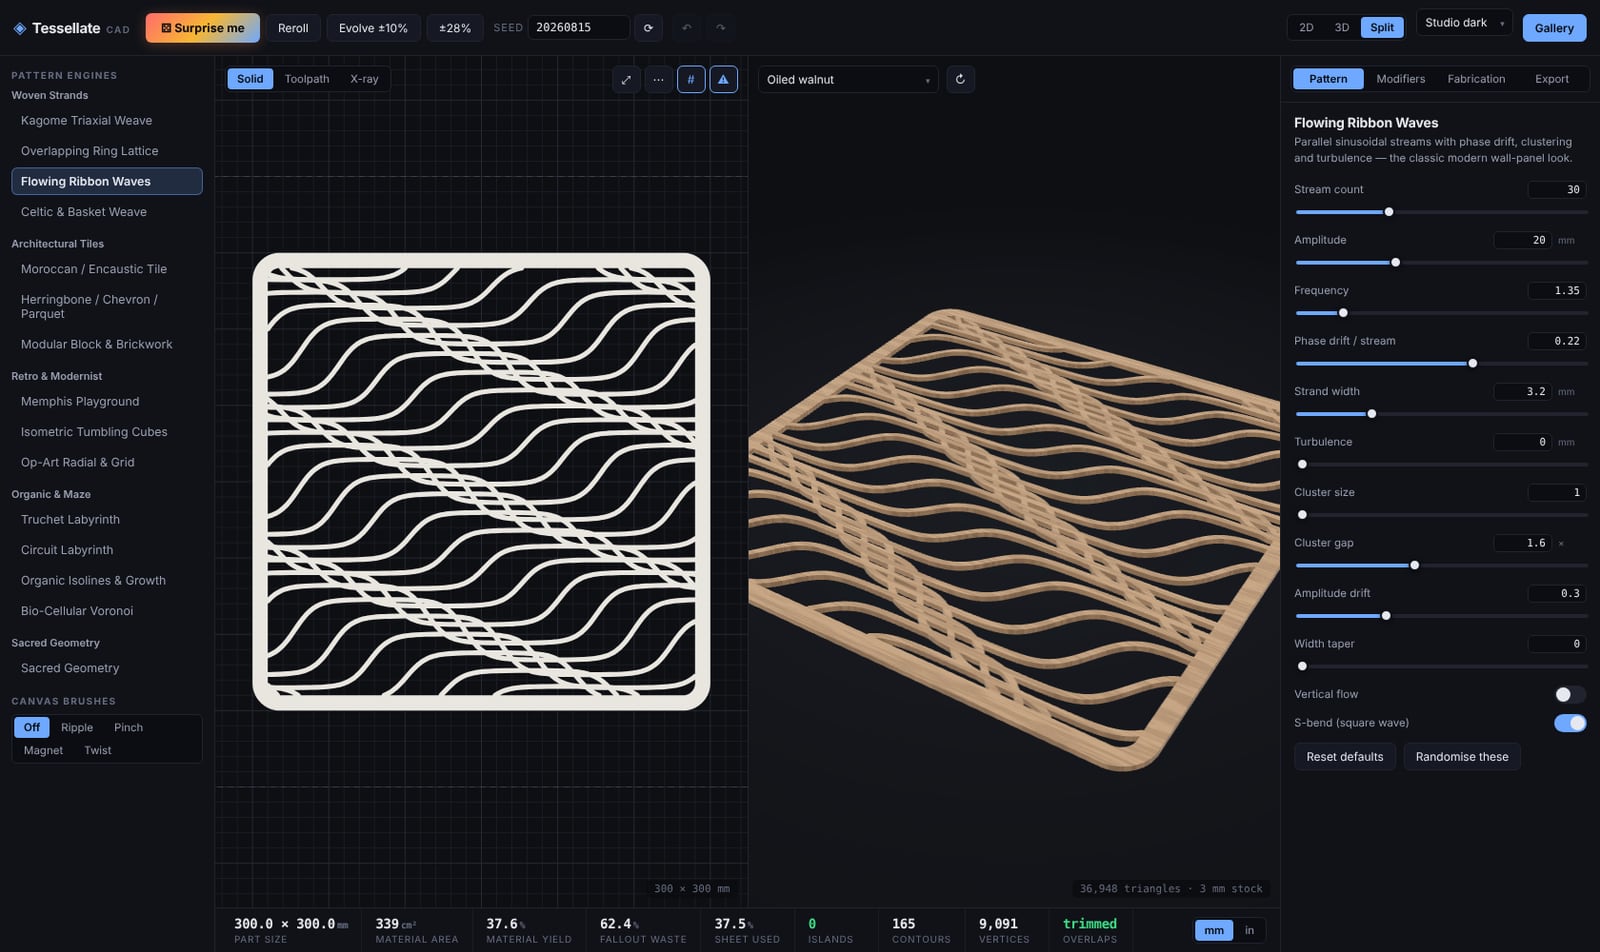 Tessellate CAD
Surprise me
Reroll
Evolve ±10%
±28%
SEED 20260815
2D 3D Split
Studio dark
Gallery
PATTERN ENGINES
Woven Strands
Kagome Triaxial Weave
Overlapping Ring Lattice
Flowing Ribbon Waves
Celtic & Basket Weave
Architectural Tiles
Moroccan / Encaustic Tile
Herringbone / Chevron /
Parquet
Modular Block & Brickwork
Retro & Modernist
Memphis Playground
Isometric Tumbling Cubes
Op-Art Radial & Grid
Organic & Maze
Truchet Labyrinth
Circuit Labyrinth
Organic Isolines & Growth
Bio-Cellular Voronoi
Sacred Geometry
Sacred Geometry
CANVAS BRUSHES
Off Ripple Pinch
Magnet Twist
Solid Toolpath X-ray
#
300 × 300 mm
Oiled walnut
36,948 triangles · 3 mm stock
Pattern Modifiers Fabrication Export
Flowing Ribbon Waves
Parallel sinusoidal streams with phase drift, clustering
and turbulence — the classic modern wall-panel look.
Stream count 30
Amplitude 20 mm
Frequency 1.35
Phase drift / stream 0.22
Strand width 3.2 mm
Turbulence 0 mm
Cluster size 1
Cluster gap 1.6 ×
Amplitude drift 0.3
Width taper 0
Vertical flow
S-bend (square wave)
Reset defaults Randomise these
300.0 × 300.0 mm
PART SIZE
339 cm²
MATERIAL AREA
37.6 %
MATERIAL YIELD
62.4 %
FALLOUT WASTE
37.5 %
SHEET USED
0
ISLANDS
165
CONTOURS
9,091
VERTICES
trimmed
OVERLAPS
mm in